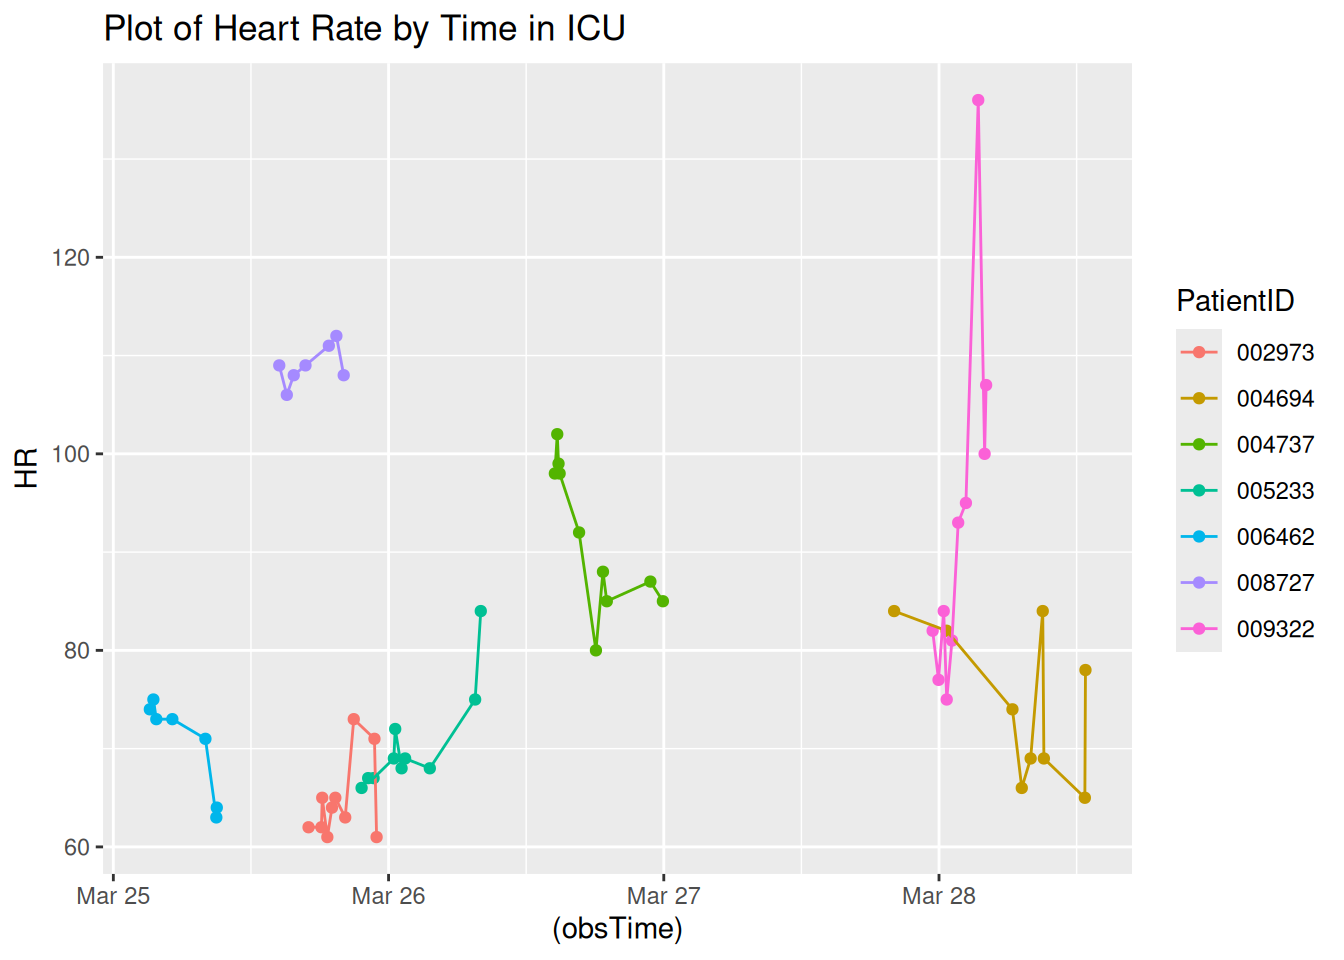 Plot of Heart Rate by Time in ICU
HR
120
100
80
60
Mar 25
Mar 26
Mar 27
Mar 28
(obsTime)
PatientID
002973
004694
004737
005233
006462
008727
009322